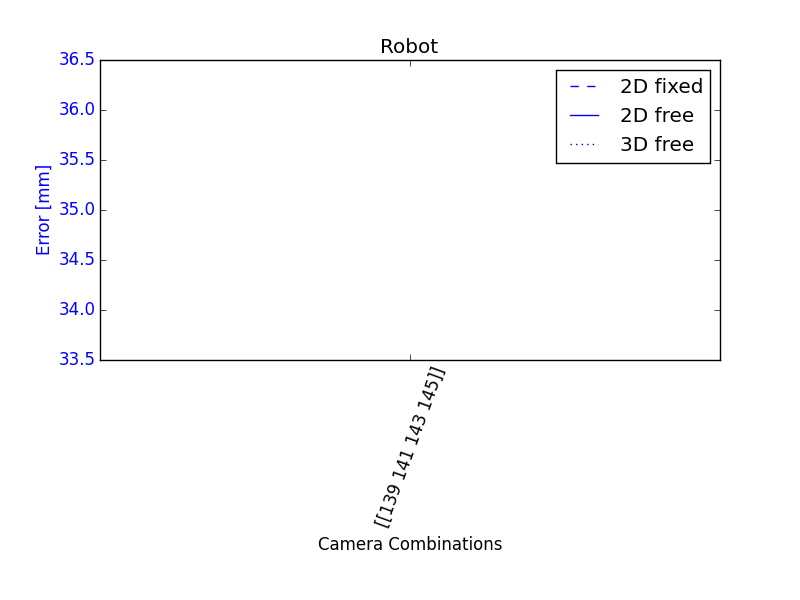 Robot
36.5
36.0
35.5
35.0
34.5
34.0
33.5
Error [mm]
2D fixed
2D free
3D free
[[139 141 143 145]]
Camera Combinations